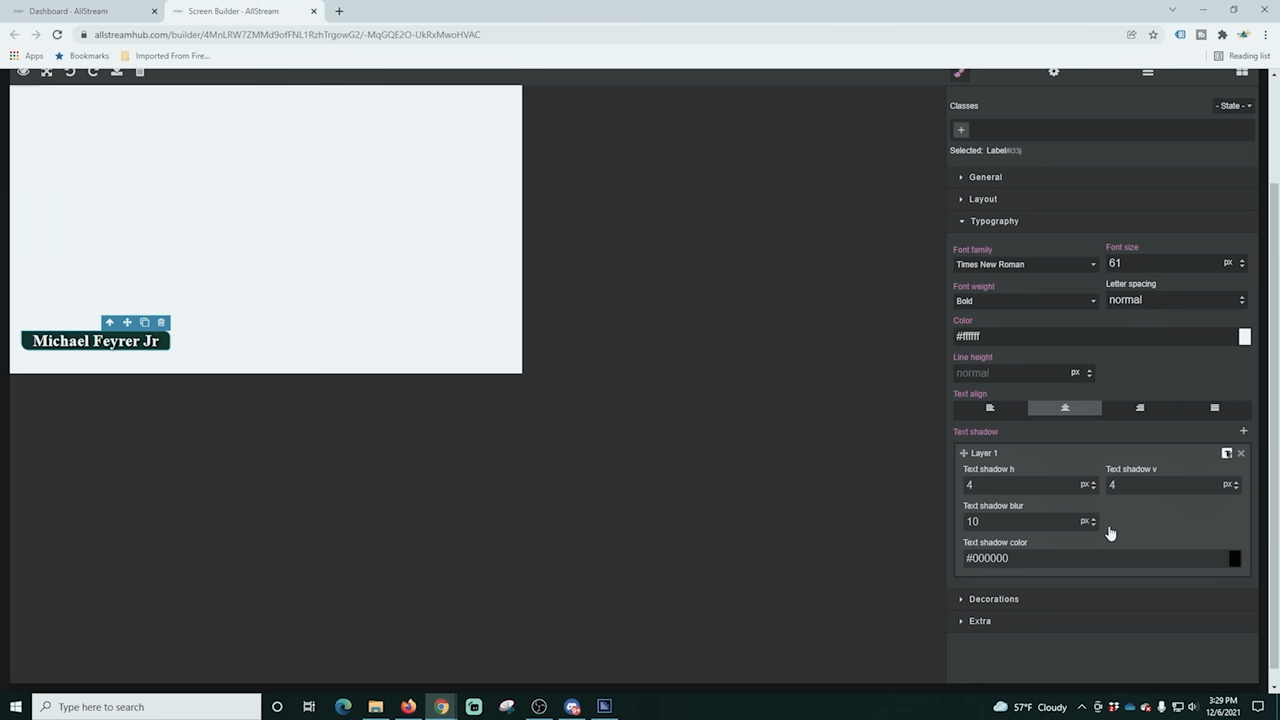 Dashboard - AllStream
Screen Builder - AllStream
allstreamhub.com/builder/4MnLRW7ZMMd9ofFNL1RzhTrgowG2/-MqGQE2O-UkRxMwoHVAC
Apps Bookmarks Imported From Fire... Reading list
Classes - State -
Selected: Label
General
Layout
Typography
Font family Font size
Times New Roman 61 px
Font weight Letter spacing
Bold normal
Color
#ffffff
Line height
normal px
Text align
Text shadow
Layer 1
Text shadow h Text shadow v
4 px 4 px
Text shadow blur
10 px
Text shadow color
#000000
Decorations
Extra
Michael Feyrer Jr
Type here to search
57°F Cloudy
3:29 PM
12/6/2021